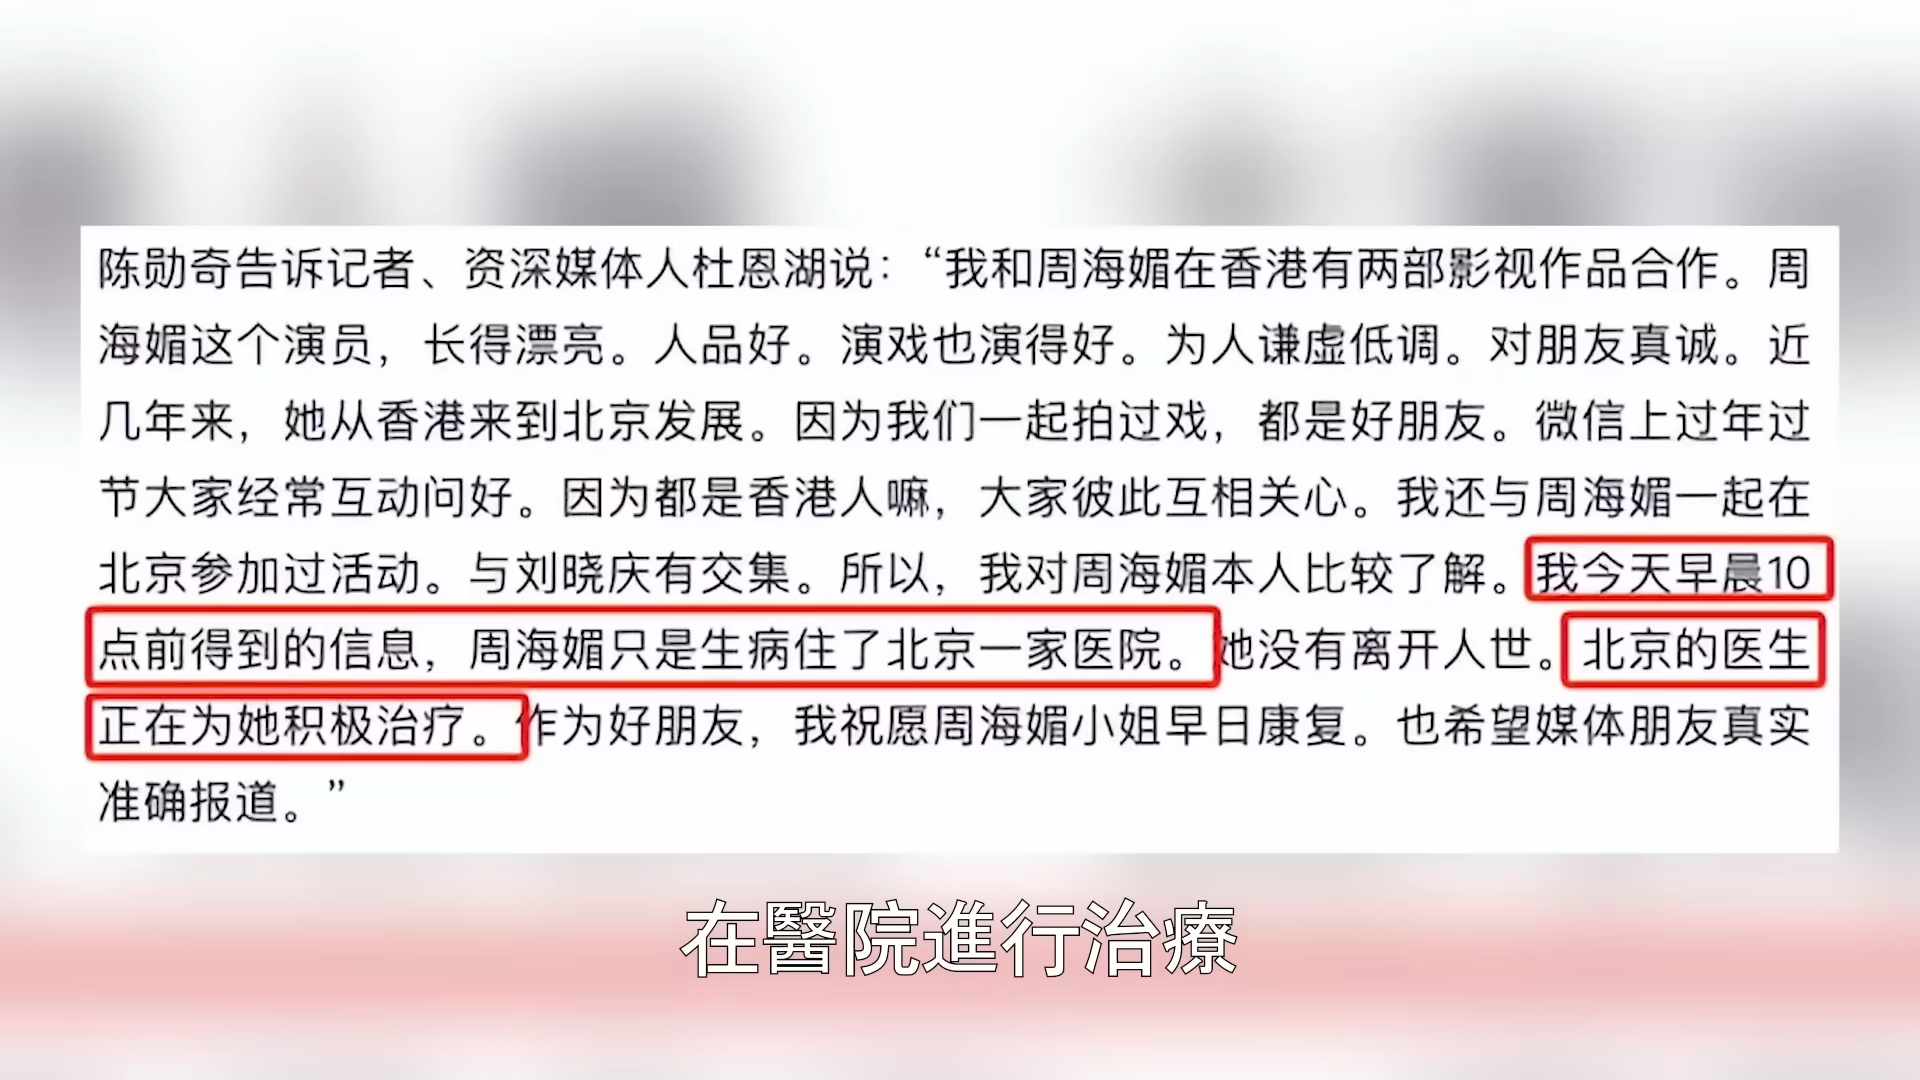 陈勋奇告诉记者、资深媒体人杜恩湖说：“我和周海媚在香港有两部影视作品合作。周
海媚这个演员，长得漂亮。人品好。演戏也演得好。为人谦虚低调。对朋友真诚。近
几年来，她从香港来到北京发展。因为我们一起拍过戏，都是好朋友。微信上过年过
节大家经常互动问好。因为都是香港人嘛，大家彼此互相关心。我还与周海媚一起在
北京参加过活动。与刘晓庆有交集。所以，我对周海媚本人比较了解。我今天早晨10
点前得到的信息，周海媚只是生病住了北京一家医院。她没有离开人世。北京的医生
正在为她积极治疗。作为好朋友，我祝愿周海媚小姐早日康复。也希望媒体朋友真实
准确报道。”
在醫院進行治療